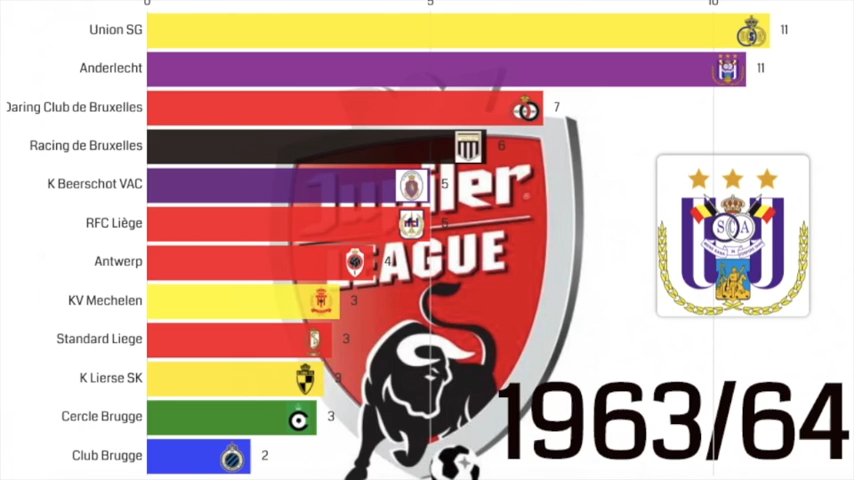 0 5 10
Union SG 11
Anderlecht 11
Daring Club de Bruxelles 7
Racing de Bruxelles 6
K Beerschot VAC 5
RFC Liège 5
Antwerp 4
KV Mechelen 3
Standard Liege 3
K Lierse SK 3
Cercle Brugge 3
Club Brugge 2
Jupiler
LEAGUE
SCA
1963/64